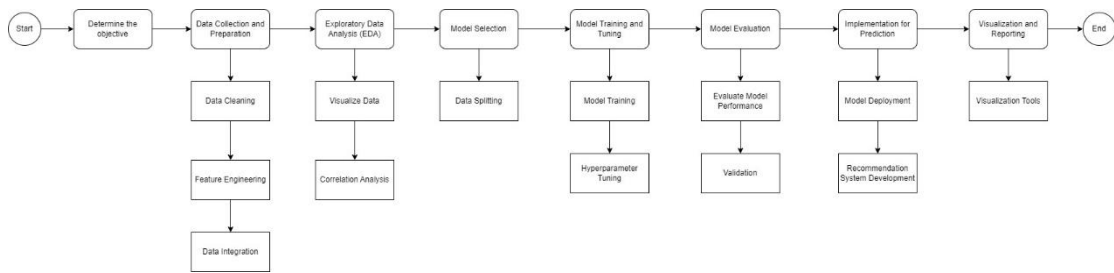 Start
Determine the
objective
Data Collection and
Preparation
Exploratory Data
Analysis (EDA)
Model Selection
Model Training and
Tuning
Model Evaluation
Implementation for
Prediction
Visualization and
Reporting
End
Data Cleaning
Visualize Data
Data Splitting
Model Training
Evaluate Model
Performance
Model Deployment
Visualization Tools
Feature Engineering
Correlation Analysis
Hyperparameter
Tuning
Validation
Recommendation
System Development
Data Integration